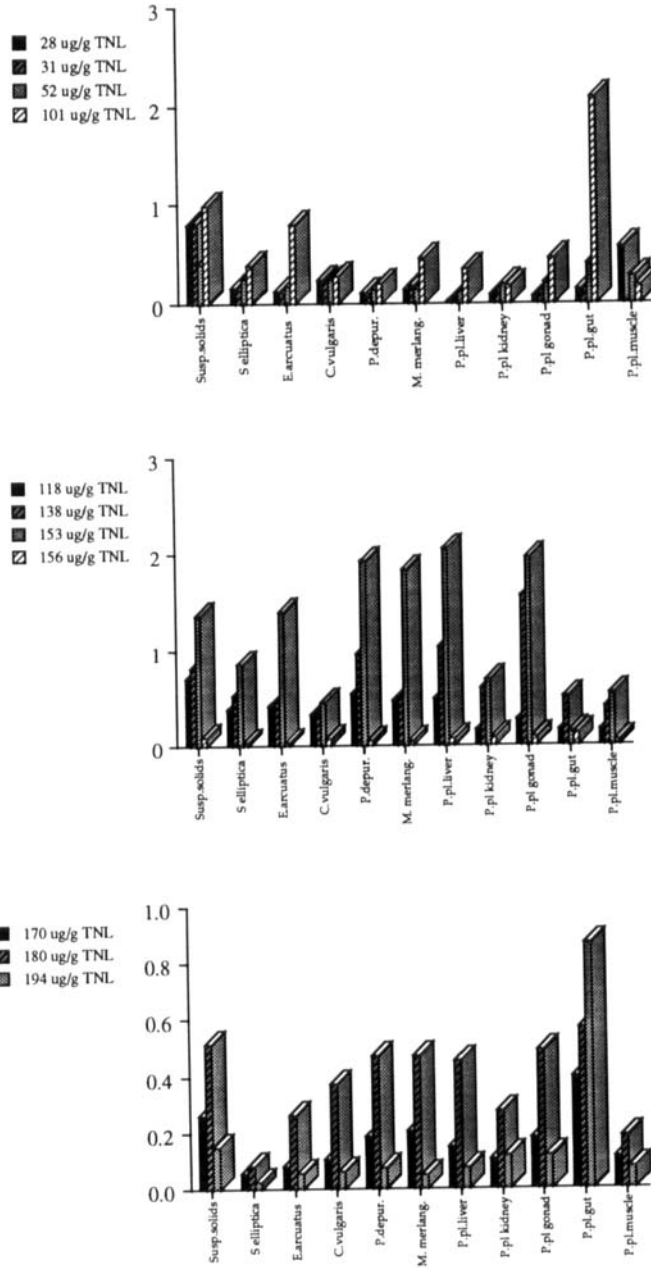 3
2
1
0
28 ug/g TNL
31 ug/g TNL
52 ug/g TNL
101 ug/g TNL
Susp.solids
S elliptica
E.arcuatus
C.vulgaris
P.depur.
M. merlang.
P.pl.liver
P.pl kidney
P.pl gonad
P.pl.gut
P.pl.muscle
3
2
1
0
118 ug/g TNL
138 ug/g TNL
153 ug/g TNL
156 ug/g TNL
Susp.solids
S elliptica
E.arcuatus
C.vulgaris
P.depur.
M. merlang.
P.pl.liver
P.pl kidney
P.pl gonad
P.pl.gut
P.pl.muscle
1.0
0.8
0.6
0.4
0.2
0.0
170 ug/g TNL
180 ug/g TNL
194 ug/g TNL
Susp.solids
S elliptica
E.arcuatus
C.vulgaris
P.depur.
M. merlang.
P.pl.liver
P.pl kidney
P.pl gonad
P.pl.gut
P.pl.muscle